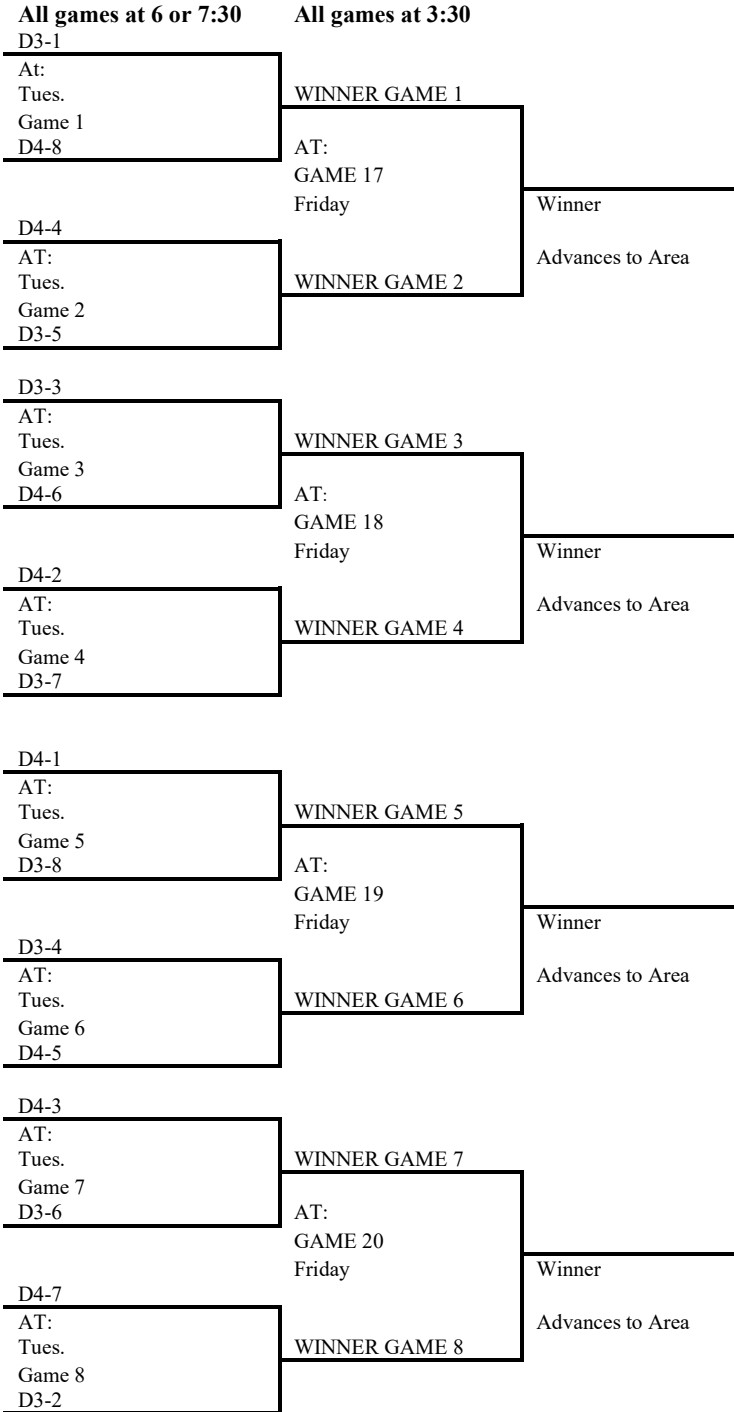 All games at 6 or 7:30 All games at 3:30
D3-1
At:
Tues.
Game 1
D4-8
WINNER GAME 1
AT:
GAME 17
Friday
Winner
Advances to Area
D4-4
AT:
Tues.
Game 2
D3-5
WINNER GAME 2
D3-3
AT:
Tues.
Game 3
D4-6
WINNER GAME 3
AT:
GAME 18
Friday
Winner
Advances to Area
D4-2
AT:
Tues.
Game 4
D3-7
WINNER GAME 4
D4-1
AT:
Tues.
Game 5
D3-8
WINNER GAME 5
AT:
GAME 19
Friday
Winner
Advances to Area
D3-4
AT:
Tues.
Game 6
D4-5
WINNER GAME 6
D4-3
AT:
Tues.
Game 7
D3-6
WINNER GAME 7
AT:
GAME 20
Friday
Winner
Advances to Area
D4-7
AT:
Tues.
Game 8
D3-2
WINNER GAME 8